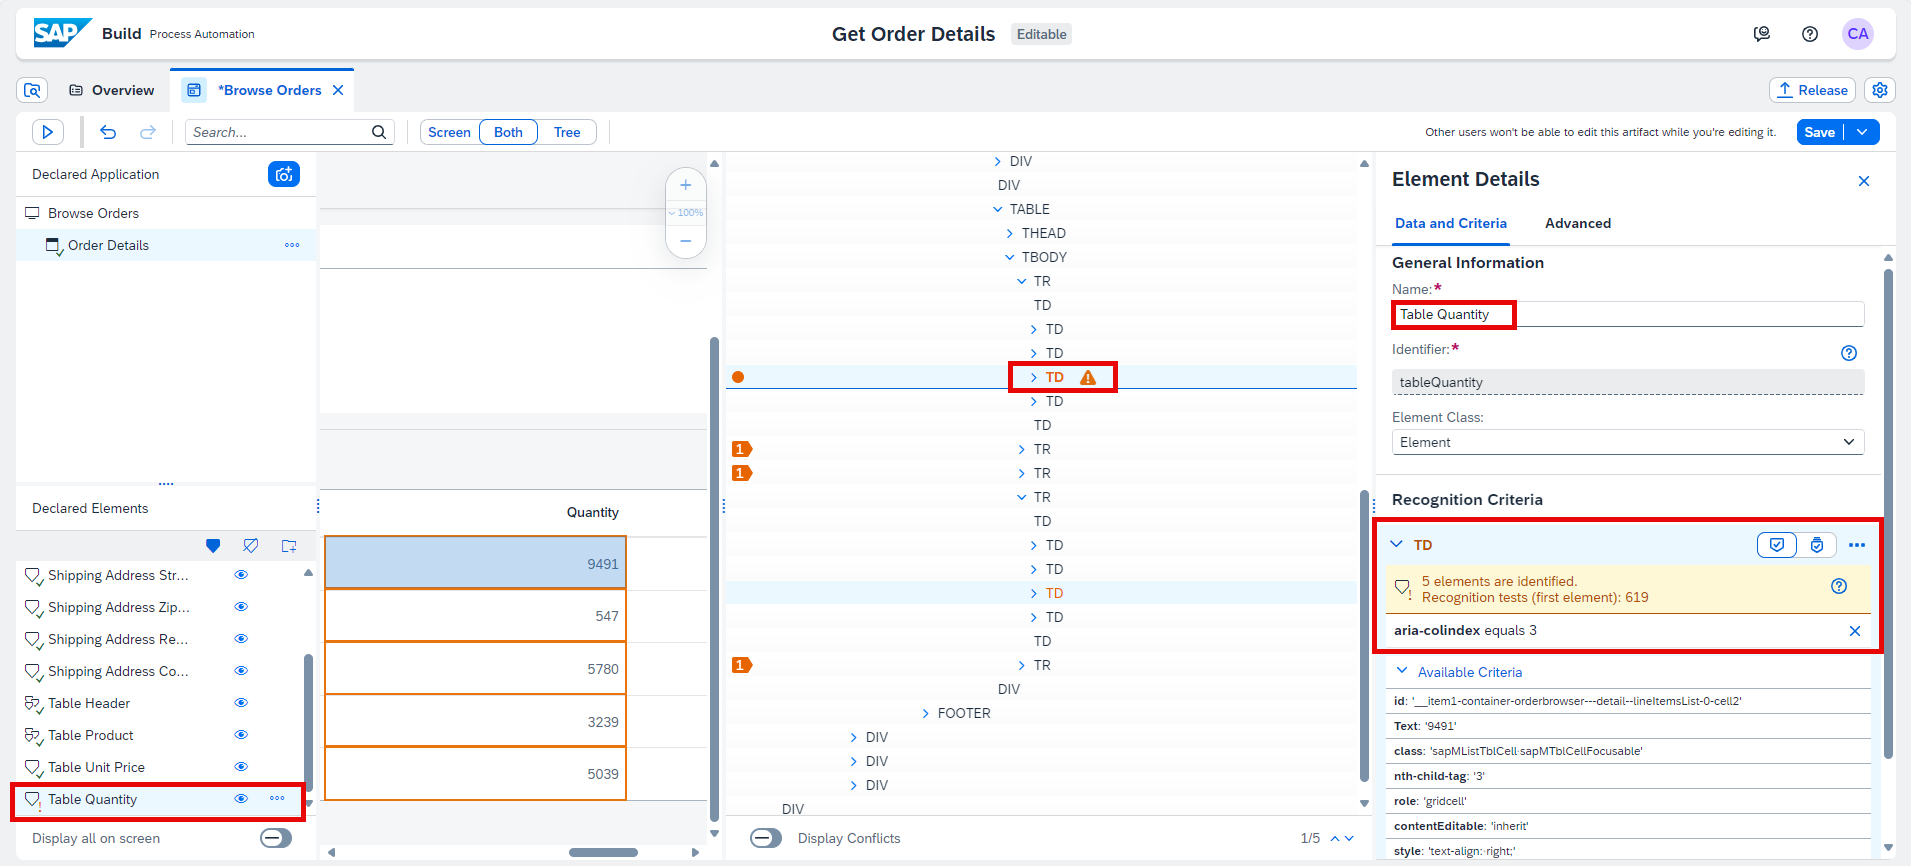 SAP Build Process Automation
Get Order Details Editable
CA
Overview
*Browse Orders
Release
Search...
Screen Both Tree
Other users won't be able to edit this artifact while you're editing it.
Save
Declared Application
Browse Orders
Order Details
Declared Elements
Shipping Address Str...
Shipping Address Zip...
Shipping Address Re...
Shipping Address Co...
Table Header
Table Product
Table Unit Price
Table Quantity
Display all on screen
100%
Quantity
9491
547
5780
3239
5039
DIV
DIV
TABLE
THEAD
TBODY
TR
TD
TD
TD
TD
TD
TD
1 TR
1 TR
TR
TD
TD
TD
TD
TD
TD
1 TR
DIV
FOOTER
DIV
DIV
DIV
DIV
Display Conflicts
1/5
Element Details
Data and Criteria Advanced
General Information
Name:*
Table Quantity
Identifier:*
tableQuantity
Element Class:
Element
Recognition Criteria
TD
5 elements are identified.
Recognition tests (first element): 619
aria-colindex equals 3
Available Criteria
id: '__item1-container-orderbrowser---detail--lineItemsList-0-cell2'
Text: '9491'
class: 'sapMListTblCell·sapMTblCellFocusable'
nth-child-tag: '3'
role: 'gridcell'
contentEditable: 'inherit'
style: 'text-align:·right;'